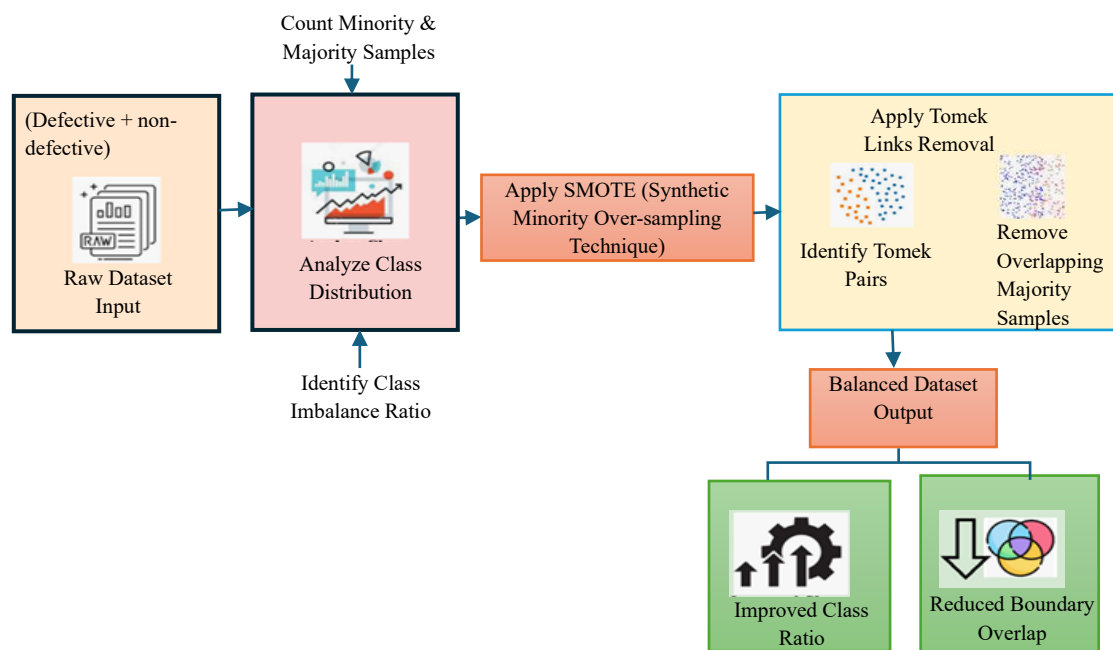 Count Minority &
Majority Samples
(Defective + non-
defective)
RAW
Raw Dataset
Input
Analyze Class
Distribution
Identify Class
Imbalance Ratio
Apply SMOTE (Synthetic
Minority Over-sampling
Technique)
Apply Tomek
Links Removal
Identify Tomek
Pairs
Remove
Overlapping
Majority
Samples
Balanced Dataset
Output
Improved Class
Ratio
Reduced Boundary
Overlap